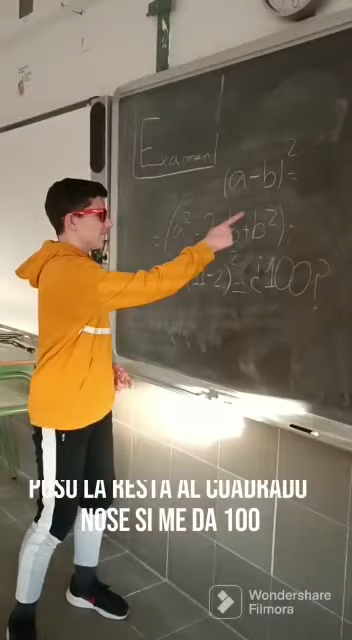 Examen
(a-b)²=
=(a²-2 b+b²):
(11-2)²=¿100?
PUSO LA RESTA AL CUADRADO
NOSE SI ME DA 100
Wondershare
Filmora